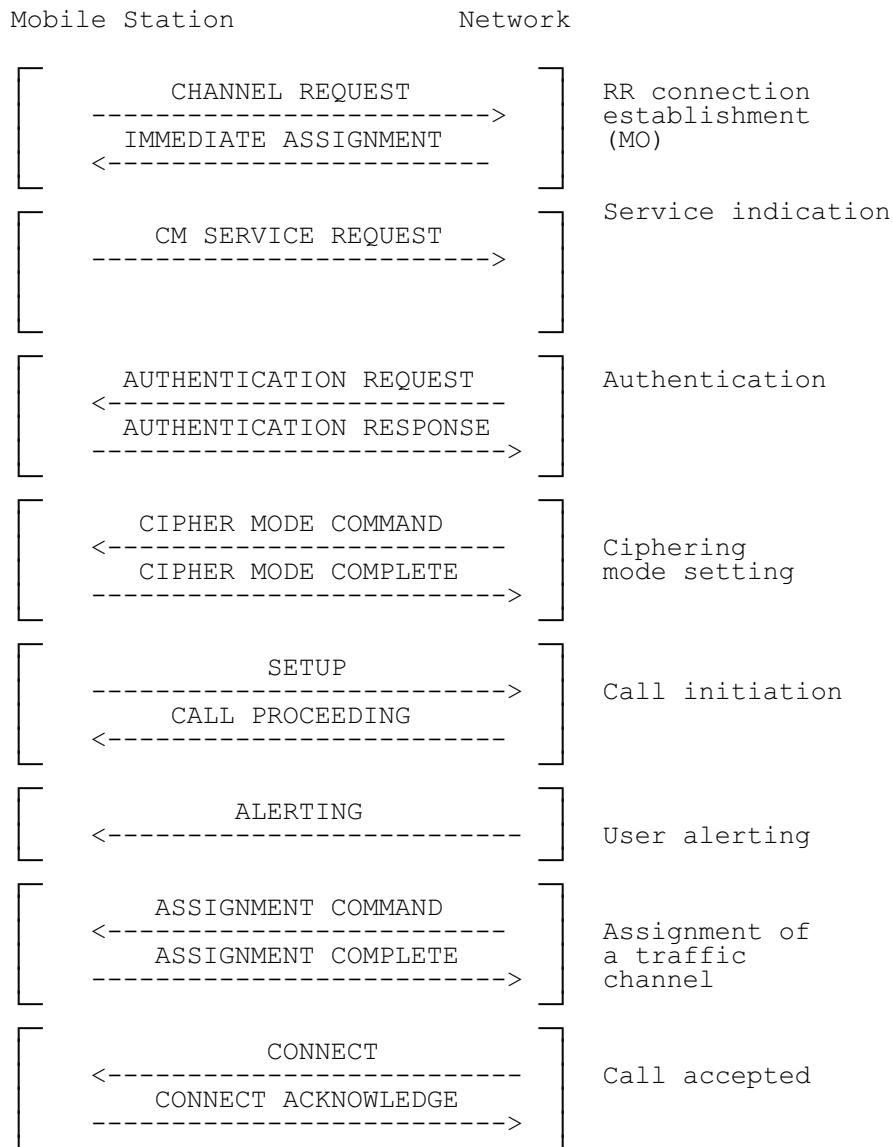 Mobile Station Network
CHANNEL REQUEST RR connection
establishment
IMMEDIATE ASSIGNMENT (MO)
Service indication
CM SERVICE REQUEST
AUTHENTICATION REQUEST Authentication
AUTHENTICATION RESPONSE
CIPHER MODE COMMAND
Ciphering
CIPHER MODE COMPLETE mode setting
SETUP
Call initiation
CALL PROCEEDING
ALERTING
User alerting
ASSIGNMENT COMMAND
Assignment of
ASSIGNMENT COMPLETE a traffic
channel
CONNECT
Call accepted
CONNECT ACKNOWLEDGE